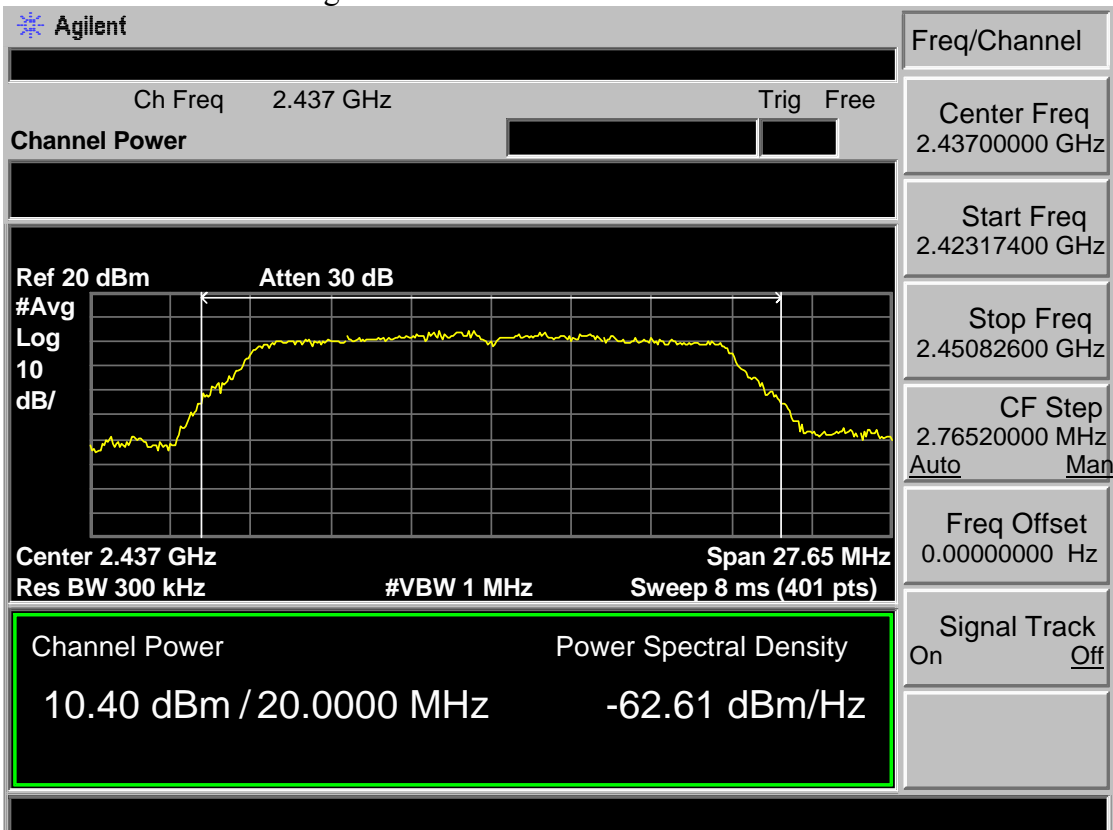 Agilent
Freq/Channel
Ch Freq 2.437 GHz Trig Free
Channel Power
Center Freq
2.43700000 GHz
Start Freq
2.42317400 GHz
Stop Freq
2.45082600 GHz
CF Step
2.76520000 MHz
Auto Man
Freq Offset
0.00000000 Hz
Signal Track
On Off
Ref 20 dBm Atten 30 dB
#Avg
Log
10
dB/
Center 2.437 GHz Span 27.65 MHz
Res BW 300 kHz #VBW 1 MHz Sweep 8 ms (401 pts)
Channel Power Power Spectral Density
10.40 dBm / 20.0000 MHz -62.61 dBm/Hz